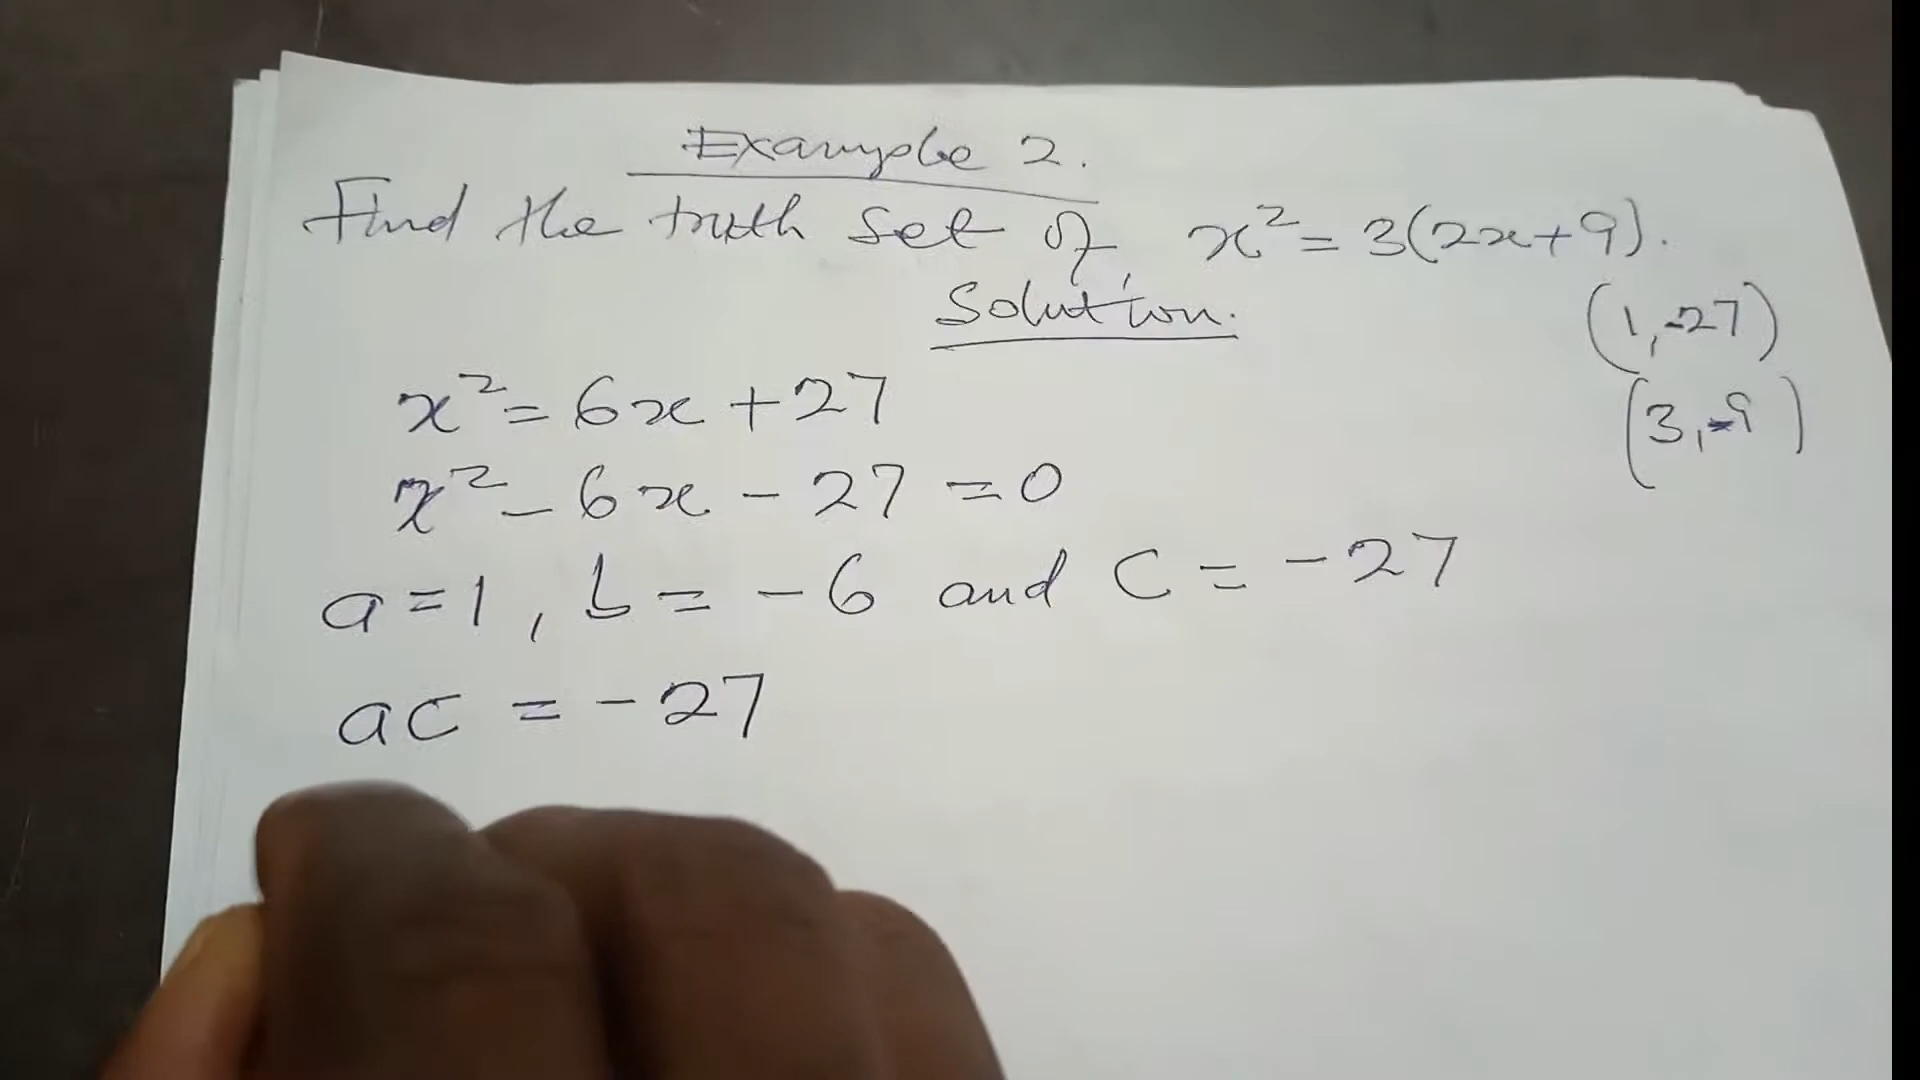 Example 2.
Find the truth set of, x² = 3(2x+9).
Solution.
(1, -27)
(3, -9)
x² = 6x + 27
x² - 6x - 27 = 0
a = 1, b = -6 and c = -27
ac = -27